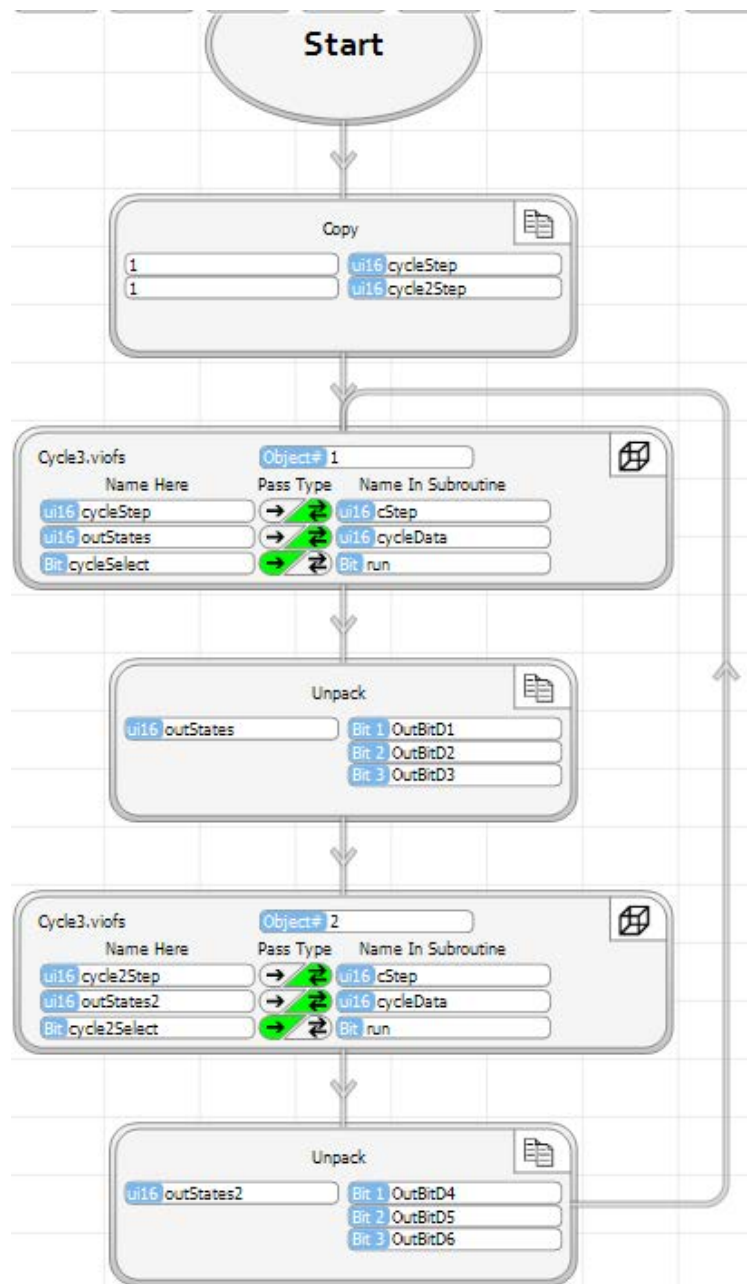 Start
Copy
1 ui16 cycleStep
1 ui16 cycle2Step
Cycle3.viofs Object# 1
Name Here Pass Type Name In Subroutine
ui16 cycleStep ui16 cStep
ui16 outStates ui16 cycleData
Bit cycleSelect Bit run
Unpack
ui16 outStates Bit 1 OutBitD1
Bit 2 OutBitD2
Bit 3 OutBitD3
Cycle3.viofs Object# 2
Name Here Pass Type Name In Subroutine
ui16 cycle2Step ui16 cStep
ui16 outStates2 ui16 cycleData
Bit cycle2Select Bit run
Unpack
ui16 outStates2 Bit 1 OutBitD4
Bit 2 OutBitD5
Bit 3 OutBitD6